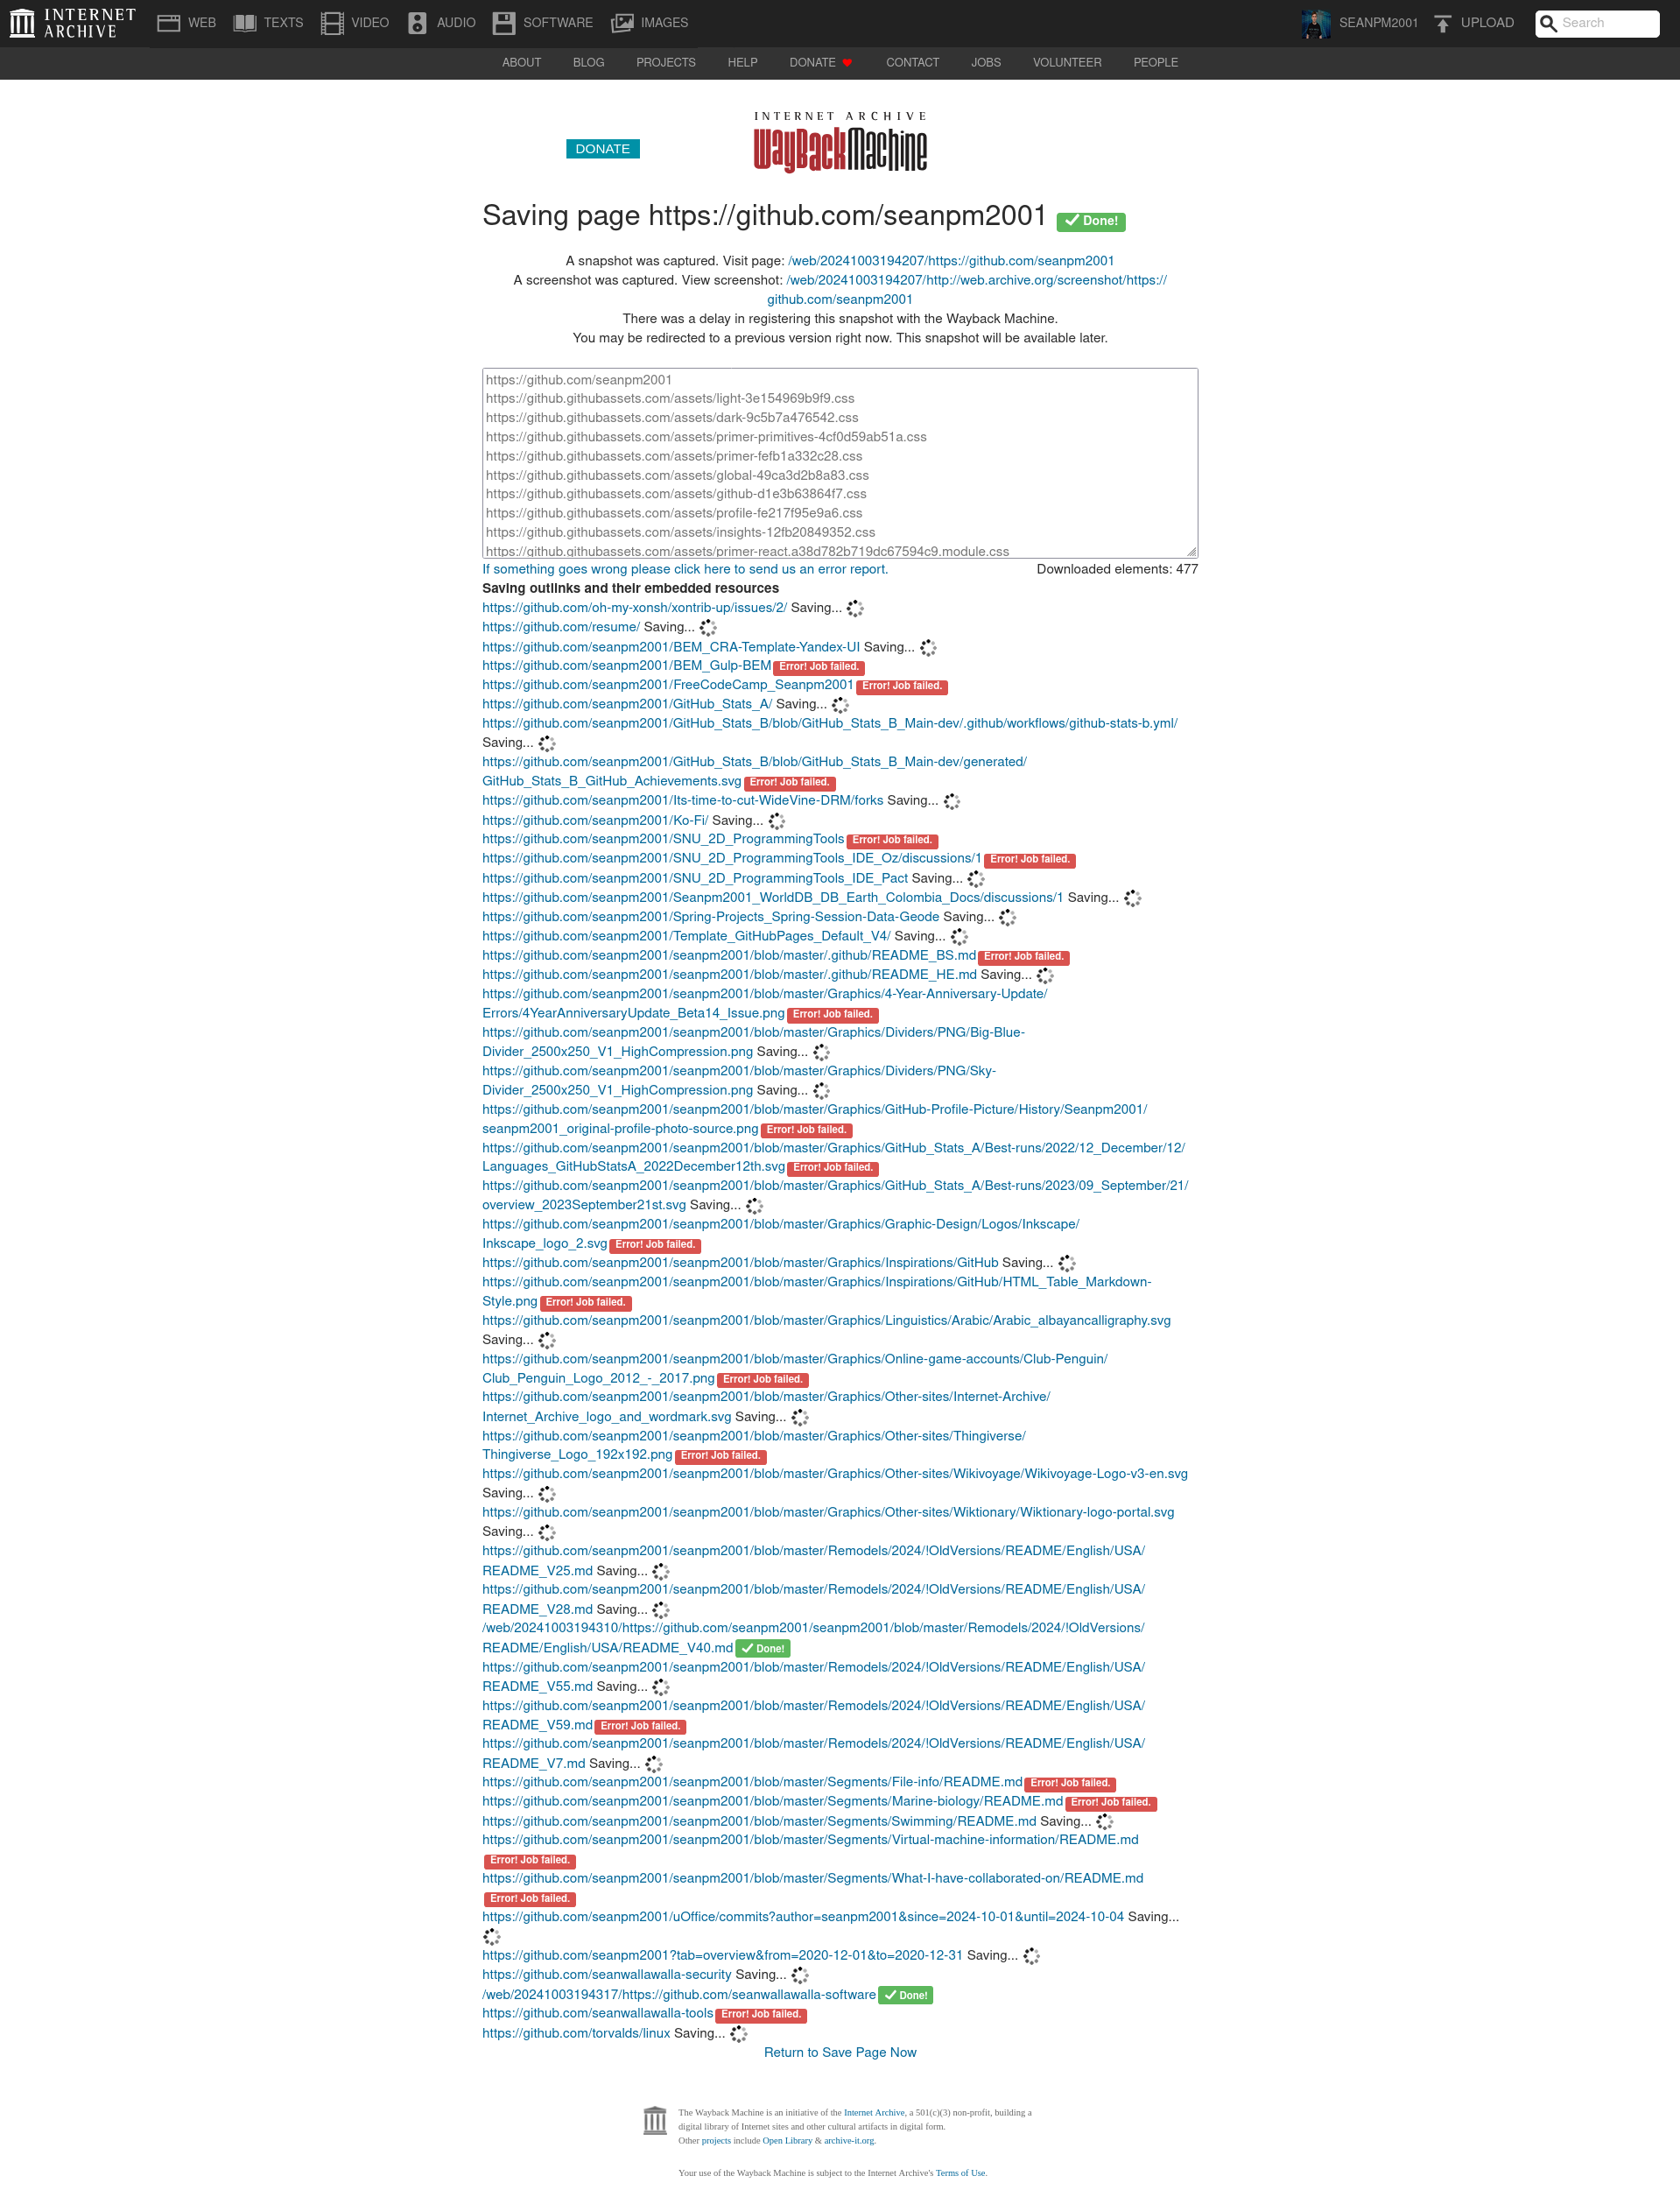 INTERNET ARCHIVE WEB TEXTS VIDEO AUDIO SOFTWARE IMAGES SEANPM2001 UPLOAD Search
ABOUT BLOG PROJECTS HELP DONATE CONTACT JOBS VOLUNTEER PEOPLE
INTERNET ARCHIVE
DONATE WayBackMachine
Saving page https://github.com/seanpm2001 Done!
A snapshot was captured. Visit page: /web/20241003194207/https://github.com/seanpm2001
A screenshot was captured. View screenshot: /web/20241003194207/http://web.archive.org/screenshot/https://
github.com/seanpm2001
There was a delay in registering this snapshot with the Wayback Machine.
You may be redirected to a previous version right now. This snapshot will be available later.
https://github.com/seanpm2001
https://github.githubassets.com/assets/light-3e154969b9f9.css
https://github.githubassets.com/assets/dark-9c5b7a476542.css
https://github.githubassets.com/assets/primer-primitives-4cf0d59ab51a.css
https://github.githubassets.com/assets/primer-fefb1a332c28.css
https://github.githubassets.com/assets/global-49ca3d2b8a83.css
https://github.githubassets.com/assets/github-d1e3b63864f7.css
https://github.githubassets.com/assets/profile-fe217f95e9a6.css
https://github.githubassets.com/assets/insights-12fb20849352.css
https://github.githubassets.com/assets/primer-react.a38d782b719dc67594c9.module.css
If something goes wrong please click here to send us an error report. Downloaded elements: 477
Saving outlinks and their embedded resources
https://github.com/oh-my-xonsh/xontrib-up/issues/2/ Saving...
https://github.com/resume/ Saving...
https://github.com/seanpm2001/BEM_CRA-Template-Yandex-UI Saving...
https://github.com/seanpm2001/BEM_Gulp-BEM Error! Job failed.
https://github.com/seanpm2001/FreeCodeCamp_Seanpm2001 Error! Job failed.
https://github.com/seanpm2001/GitHub_Stats_A/ Saving...
https://github.com/seanpm2001/GitHub_Stats_B/blob/GitHub_Stats_B_Main-dev/.github/workflows/github-stats-b.yml/
Saving...
https://github.com/seanpm2001/GitHub_Stats_B/blob/GitHub_Stats_B_Main-dev/generated/
GitHub_Stats_B_GitHub_Achievements.svg Error! Job failed.
https://github.com/seanpm2001/Its-time-to-cut-WideVine-DRM/forks Saving...
https://github.com/seanpm2001/Ko-Fi/ Saving...
https://github.com/seanpm2001/SNU_2D_ProgrammingTools Error! Job failed.
https://github.com/seanpm2001/SNU_2D_ProgrammingTools_IDE_Oz/discussions/1 Error! Job failed.
https://github.com/seanpm2001/SNU_2D_ProgrammingTools_IDE_Pact Saving...
https://github.com/seanpm2001/Seanpm2001_WorldDB_DB_Earth_Colombia_Docs/discussions/1 Saving...
https://github.com/seanpm2001/Spring-Projects_Spring-Session-Data-Geode Saving...
https://github.com/seanpm2001/Template_GitHubPages_Default_V4/ Saving...
https://github.com/seanpm2001/seanpm2001/blob/master/.github/README_BS.md Error! Job failed.
https://github.com/seanpm2001/seanpm2001/blob/master/.github/README_HE.md Saving...
https://github.com/seanpm2001/seanpm2001/blob/master/Graphics/4-Year-Anniversary-Update/
Errors/4YearAnniversaryUpdate_Beta14_Issue.png Error! Job failed.
https://github.com/seanpm2001/seanpm2001/blob/master/Graphics/Dividers/PNG/Big-Blue-
Divider_2500x250_V1_HighCompression.png Saving...
https://github.com/seanpm2001/seanpm2001/blob/master/Graphics/Dividers/PNG/Sky-
Divider_2500x250_V1_HighCompression.png Saving...
https://github.com/seanpm2001/seanpm2001/blob/master/Graphics/GitHub-Profile-Picture/History/Seanpm2001/
seanpm2001_original-profile-photo-source.png Error! Job failed.
https://github.com/seanpm2001/seanpm2001/blob/master/Graphics/GitHub_Stats_A/Best-runs/2022/12_December/12/
Languages_GitHubStatsA_2022December12th.svg Error! Job failed.
https://github.com/seanpm2001/seanpm2001/blob/master/Graphics/GitHub_Stats_A/Best-runs/2023/09_September/21/
overview_2023September21st.svg Saving...
https://github.com/seanpm2001/seanpm2001/blob/master/Graphics/Graphic-Design/Logos/Inkscape/
Inkscape_logo_2.svg Error! Job failed.
https://github.com/seanpm2001/seanpm2001/blob/master/Graphics/Inspirations/GitHub Saving...
https://github.com/seanpm2001/seanpm2001/blob/master/Graphics/Inspirations/GitHub/HTML_Table_Markdown-
Style.png Error! Job failed.
https://github.com/seanpm2001/seanpm2001/blob/master/Graphics/Linguistics/Arabic/Arabic_albayancalligraphy.svg
Saving...
https://github.com/seanpm2001/seanpm2001/blob/master/Graphics/Online-game-accounts/Club-Penguin/
Club_Penguin_Logo_2012_-_2017.png Error! Job failed.
https://github.com/seanpm2001/seanpm2001/blob/master/Graphics/Other-sites/Internet-Archive/
Internet_Archive_logo_and_wordmark.svg Saving...
https://github.com/seanpm2001/seanpm2001/blob/master/Graphics/Other-sites/Thingiverse/
Thingiverse_Logo_192x192.png Error! Job failed.
https://github.com/seanpm2001/seanpm2001/blob/master/Graphics/Other-sites/Wikivoyage/Wikivoyage-Logo-v3-en.svg
Saving...
https://github.com/seanpm2001/seanpm2001/blob/master/Graphics/Other-sites/Wiktionary/Wiktionary-logo-portal.svg
Saving...
https://github.com/seanpm2001/seanpm2001/blob/master/Remodels/2024/!OldVersions/README/English/USA/
README_V25.md Saving...
https://github.com/seanpm2001/seanpm2001/blob/master/Remodels/2024/!OldVersions/README/English/USA/
README_V28.md Saving...
/web/20241003194310/https://github.com/seanpm2001/seanpm2001/blob/master/Remodels/2024/!OldVersions/
README/English/USA/README_V40.md Done!
https://github.com/seanpm2001/seanpm2001/blob/master/Remodels/2024/!OldVersions/README/English/USA/
README_V55.md Saving...
https://github.com/seanpm2001/seanpm2001/blob/master/Remodels/2024/!OldVersions/README/English/USA/
README_V59.md Error! Job failed.
https://github.com/seanpm2001/seanpm2001/blob/master/Remodels/2024/!OldVersions/README/English/USA/
README_V7.md Saving...
https://github.com/seanpm2001/seanpm2001/blob/master/Segments/File-info/README.md Error! Job failed.
https://github.com/seanpm2001/seanpm2001/blob/master/Segments/Marine-biology/README.md Error! Job failed.
https://github.com/seanpm2001/seanpm2001/blob/master/Segments/Swimming/README.md Saving...
https://github.com/seanpm2001/seanpm2001/blob/master/Segments/Virtual-machine-information/README.md
Error! Job failed.
https://github.com/seanpm2001/seanpm2001/blob/master/Segments/What-I-have-collaborated-on/README.md
Error! Job failed.
https://github.com/seanpm2001/uOffice/commits?author=seanpm2001&since=2024-10-01&until=2024-10-04 Saving...
https://github.com/seanpm2001?tab=overview&from=2020-12-01&to=2020-12-31 Saving...
https://github.com/seanwallawalla-security Saving...
/web/20241003194317/https://github.com/seanwallawalla-software Done!
https://github.com/seanwallawalla-tools Error! Job failed.
https://github.com/torvalds/linux Saving...
Return to Save Page Now
The Wayback Machine is an initiative of the Internet Archive, a 501(c)(3) non-profit, building a
digital library of Internet sites and other cultural artifacts in digital form.
Other projects include Open Library & archive-it.org.
Your use of the Wayback Machine is subject to the Internet Archive's Terms of Use.